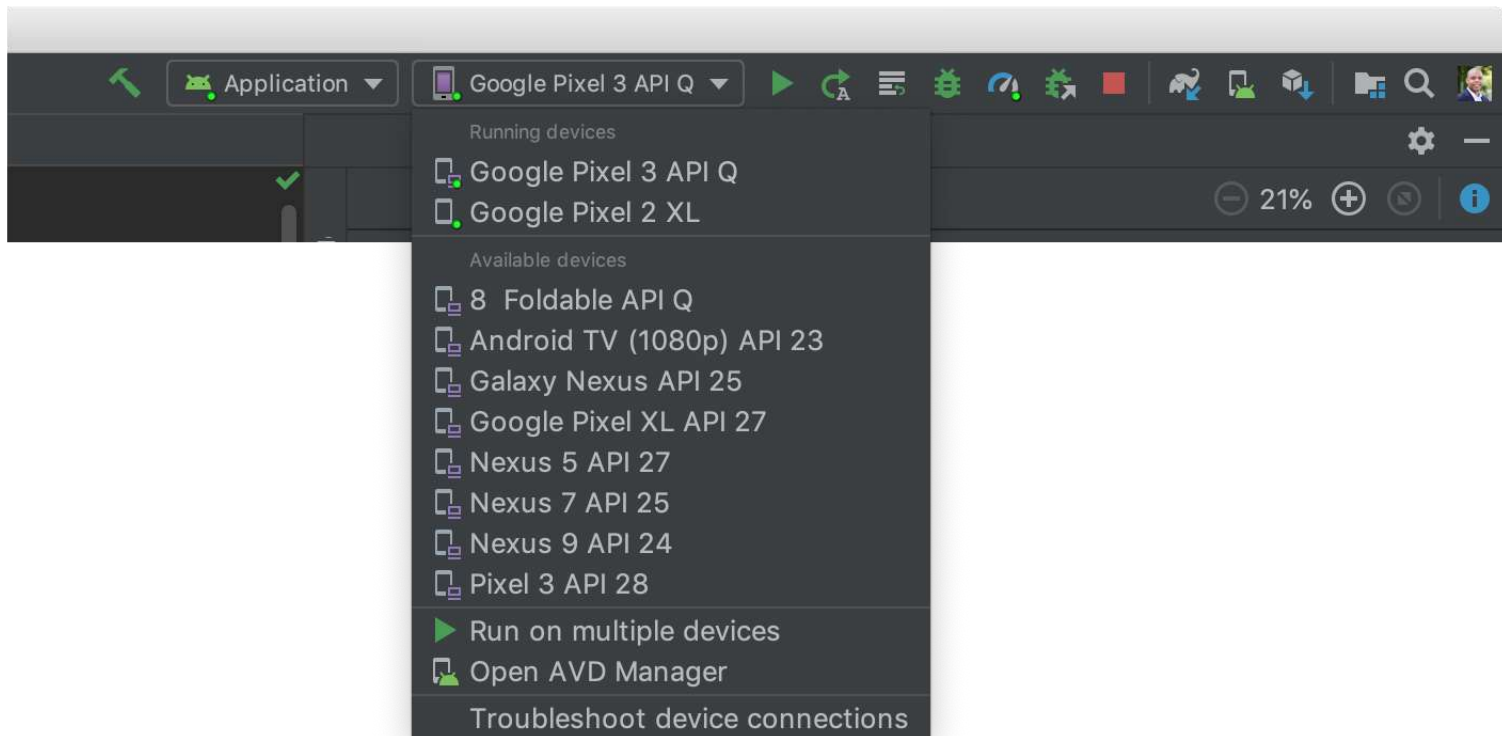 Application
Google Pixel 3 API Q
A
Running devices
Google Pixel 3 API Q
Google Pixel 2 XL
21%
Available devices
8  Foldable API Q
Android TV (1080p) API 23
Galaxy Nexus API 25
Google Pixel XL API 27
Nexus 5 API 27
Nexus 7 API 25
Nexus 9 API 24
Pixel 3 API 28
Run on multiple devices
Open AVD Manager
Troubleshoot device connections